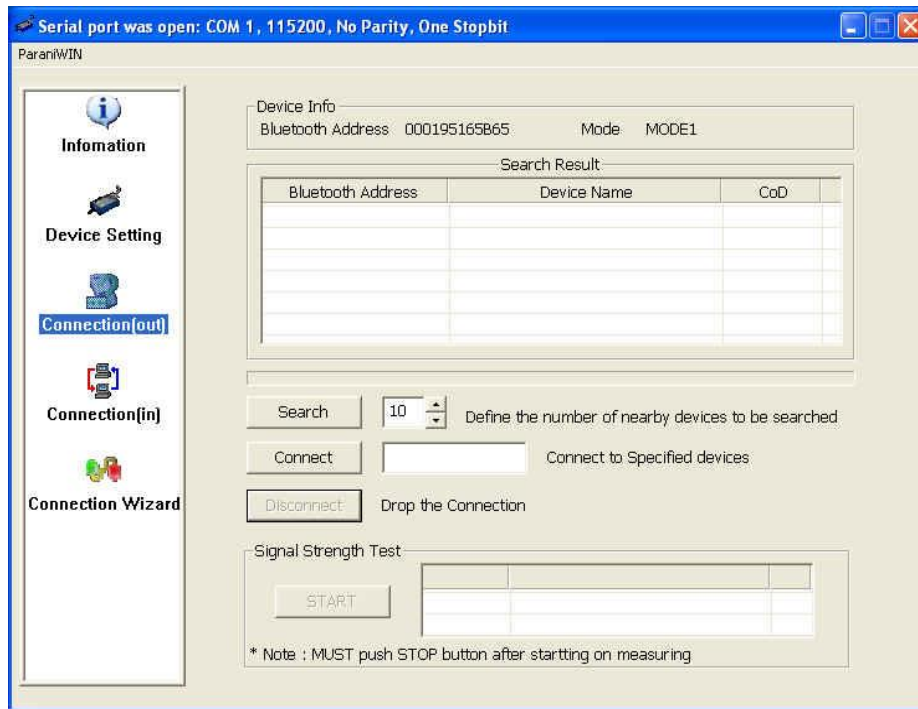 Serial port was open: COM 1, 115200, No Parity, One Stopbit
ParaniWIN
Infomation
Device Setting
Connection(out)
Connection(in)
Connection Wizard
Device Info
Bluetooth Address 000195165B65 Mode MODE1
Search Result
Bluetooth Address Device Name CoD
Search 10 Define the number of nearby devices to be searched
Connect Connect to Specified devices
Disconnect Drop the Connection
Signal Strength Test
START
* Note : MUST push STOP button after startting on measuring